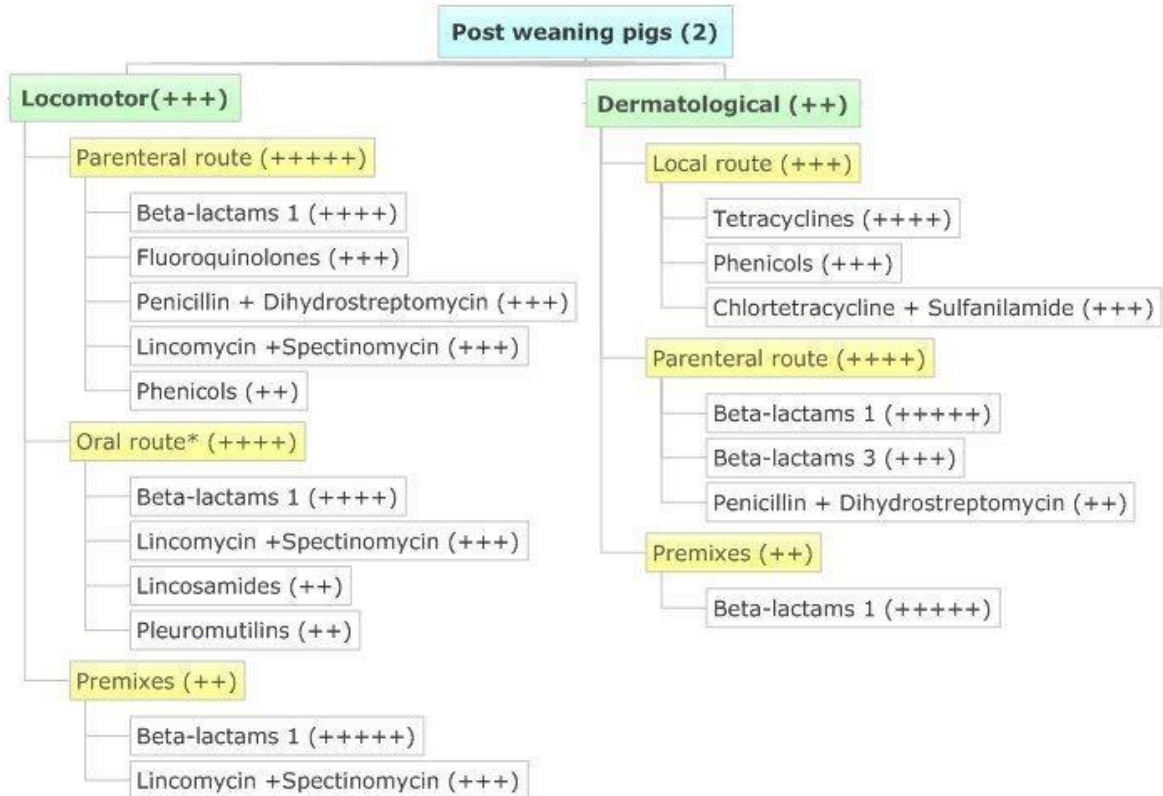 Post weaning pigs (2)
Locomotor(+++)
Parenteral route (+++++)
Beta-lactams 1 (++++)
Fluoroquinolones (+++)
Penicillin + Dihydrostreptomycin (+++)
Lincomycin +Spectinomycin (+++)
Phenicols (++)
Oral route* (++++)
Beta-lactams 1 (++++)
Lincomycin +Spectinomycin (+++)
Lincosamides (++)
Pleuromutilins (++)
Premixes (++)
Beta-lactams 1 (+++++)
Lincomycin +Spectinomycin (+++)
Dermatological (++)
Local route (+++)
Tetracyclines (++++)
Phenicols (+++)
Chlortetracycline + Sulfanilamide (+++)
Parenteral route (++++)
Beta-lactams 1 (+++++)
Beta-lactams 3 (+++)
Penicillin + Dihydrostreptomycin (++)
Premixes (++)
Beta-lactams 1 (+++++)